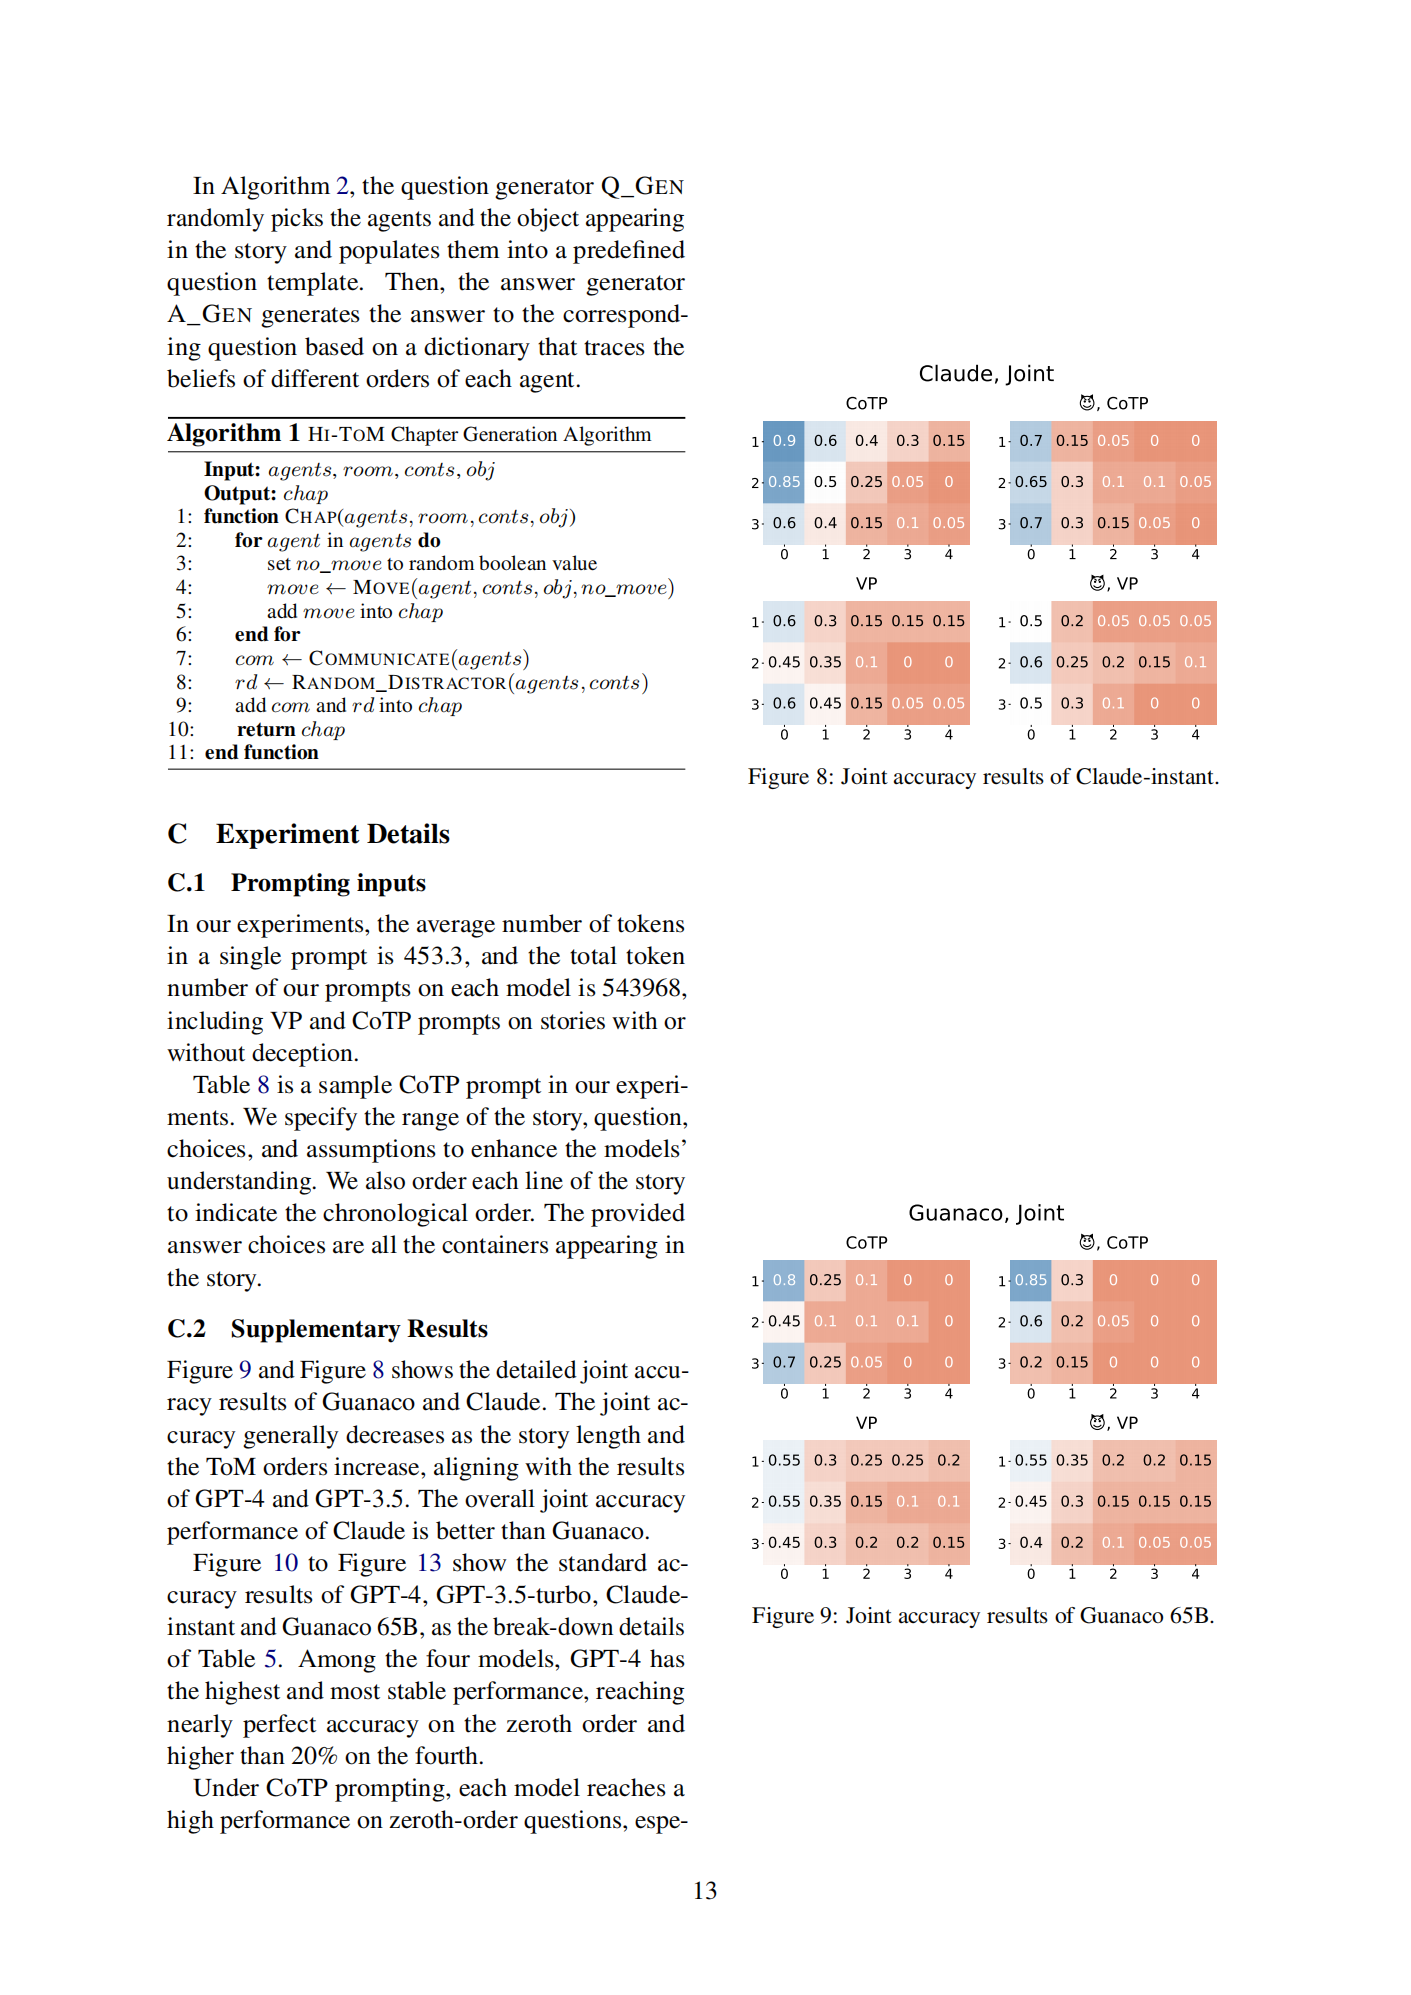 In Algorithm 2, the question generator Q_GEN
randomly picks the agents and the object appearing
in the story and populates them into a predefined
question template. Then, the answer generator
A_GEN generates the answer to the correspond-
ing question based on a dictionary that traces the
beliefs of different orders of each agent.
Algorithm 1 HI-TOM Chapter Generation Algorithm
Input: agents, room, conts, obj
Output: chap
1: function CHAP(agents, room, conts, obj)
2: for agent in agents do
3: set no_move to random boolean value
4: move ← MOVE(agent, conts, obj, no_move)
5: add move into chap
6: end for
7: com ← COMMUNICATE(agents)
8: rd ← RANDOM_DISTRACTOR(agents, conts)
9: add com and rd into chap
10: return chap
11: end function
C Experiment Details
C.1 Prompting inputs
In our experiments, the average number of tokens
in a single prompt is 453.3, and the total token
number of our prompts on each model is 543968,
including VP and CoTP prompts on stories with or
without deception.
Table 8 is a sample CoTP prompt in our experi-
ments. We specify the range of the story, question,
choices, and assumptions to enhance the models'
understanding. We also order each line of the story
to indicate the chronological order. The provided
answer choices are all the containers appearing in
the story.
C.2 Supplementary Results
Figure 9 and Figure 8 shows the detailed joint accu-
racy results of Guanaco and Claude. The joint ac-
curacy generally decreases as the story length and
the ToM orders increase, aligning with the results
of GPT-4 and GPT-3.5. The overall joint accuracy
performance of Claude is better than Guanaco.
Figure 10 to Figure 13 show the standard ac-
curacy results of GPT-4, GPT-3.5-turbo, Claude-
instant and Guanaco 65B, as the break-down details
of Table 5. Among the four models, GPT-4 has
the highest and most stable performance, reaching
nearly perfect accuracy on the zeroth order and
higher than 20% on the fourth.
Under CoTP prompting, each model reaches a
high performance on zeroth-order questions, espe-
Claude, Joint
CoTP
1 0.9 0.6 0.4 0.3 0.15
2 0.85 0.5 0.25 0.05 0
3 0.6 0.4 0.15 0.1 0.05
0 1 2 3 4
😈, CoTP
1 0.7 0.15 0.05 0 0
2 0.65 0.3 0.1 0.1 0.05
3 0.7 0.3 0.15 0.05 0
0 1 2 3 4
VP
1 0.6 0.3 0.15 0.15 0.15
2 0.45 0.35 0.1 0 0
3 0.6 0.45 0.15 0.05 0.05
0 1 2 3 4
😈, VP
1 0.5 0.2 0.05 0.05 0.05
2 0.6 0.25 0.2 0.15 0.1
3 0.5 0.3 0.1 0 0
0 1 2 3 4
Figure 8: Joint accuracy results of Claude-instant.
Guanaco, Joint
CoTP
1 0.8 0.25 0.1 0 0
2 0.45 0.1 0.1 0.1 0
3 0.7 0.25 0.05 0 0
0 1 2 3 4
😈, CoTP
1 0.85 0.3 0 0 0
2 0.6 0.2 0.05 0 0
3 0.2 0.15 0 0 0
0 1 2 3 4
VP
1 0.55 0.3 0.25 0.25 0.2
2 0.55 0.35 0.15 0.1 0.1
3 0.45 0.3 0.2 0.2 0.15
0 1 2 3 4
😈, VP
1 0.55 0.35 0.2 0.2 0.15
2 0.45 0.3 0.15 0.15 0.15
3 0.4 0.2 0.1 0.05 0.05
0 1 2 3 4
Figure 9: Joint accuracy results of Guanaco 65B.
13